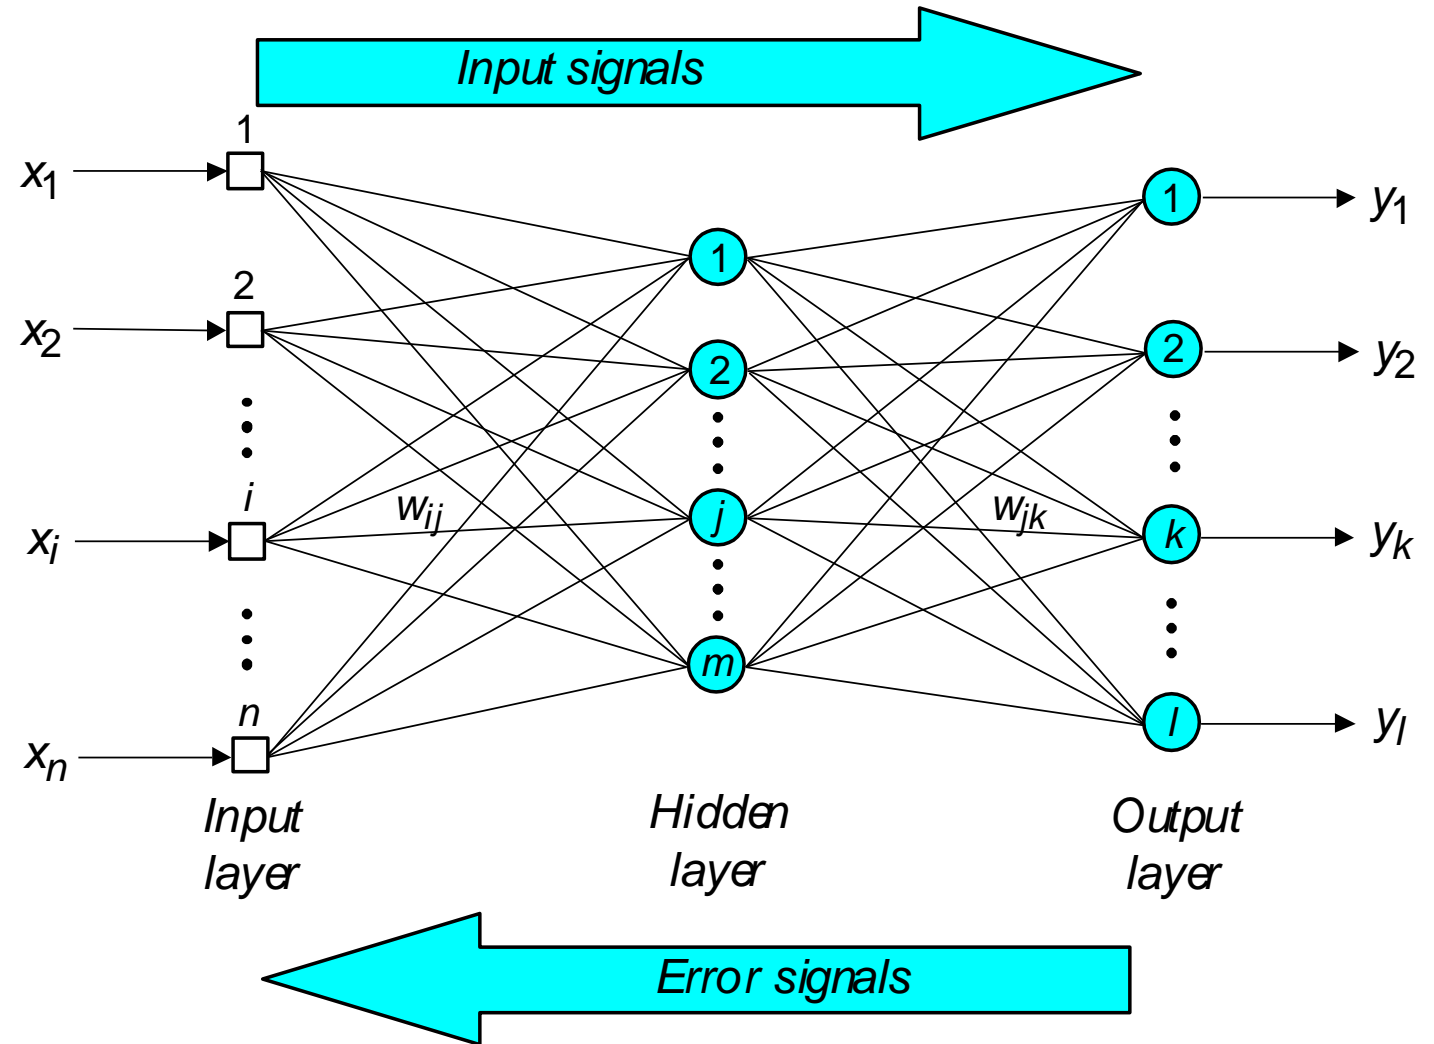 Input signals
1
x1
1
y1
1
2
x2
2
2
y2
i
xi
wij
j
wjk
k
yk
m
n
xn
l
yl
Input
layer
Hidden
layer
Output
layer
Error signals